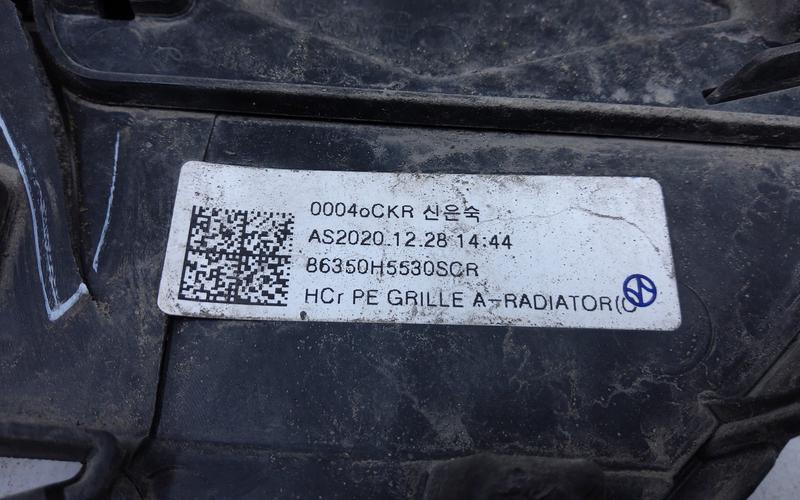 0004oCKR 신은숙
AS2020.12.28 14:44
86350H5530SCR
HCr PE GRILLE A-RADIATOR(C